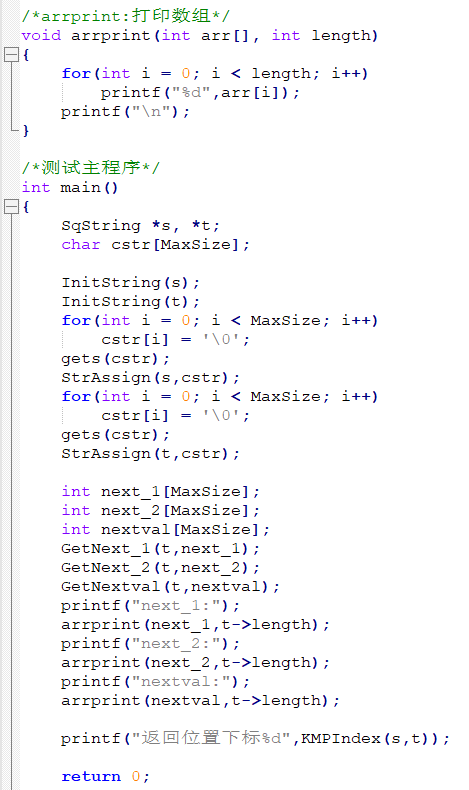 /*arrprint:打印数组*/
void arrprint(int arr[], int length)
{
    for(int i = 0; i < length; i++)
        printf("%d",arr[i]);
    printf("\n");
}
/*测试主程序*/
int main()
{
    SqString *s, *t;
    char cstr[MaxSize];
    InitString(s);
    InitString(t);
    for(int i = 0; i < MaxSize; i++)
        cstr[i] = '\0';
    gets(cstr);
    StrAssign(s,cstr);
    for(int i = 0; i < MaxSize; i++)
        cstr[i] = '\0';
    gets(cstr);
    StrAssign(t,cstr);
    int next_1[MaxSize];
    int next_2[MaxSize];
    int nextval[MaxSize];
    GetNext_1(t,next_1);
    GetNext_2(t,next_2);
    GetNextval(t,nextval);
    printf("next_1:");
    arrprint(next_1,t->length);
    printf("next_2:");
    arrprint(next_2,t->length);
    printf("nextval:");
    arrprint(nextval,t->length);
    printf("返回位置下标%d",KMPIndex(s,t));
    return 0;